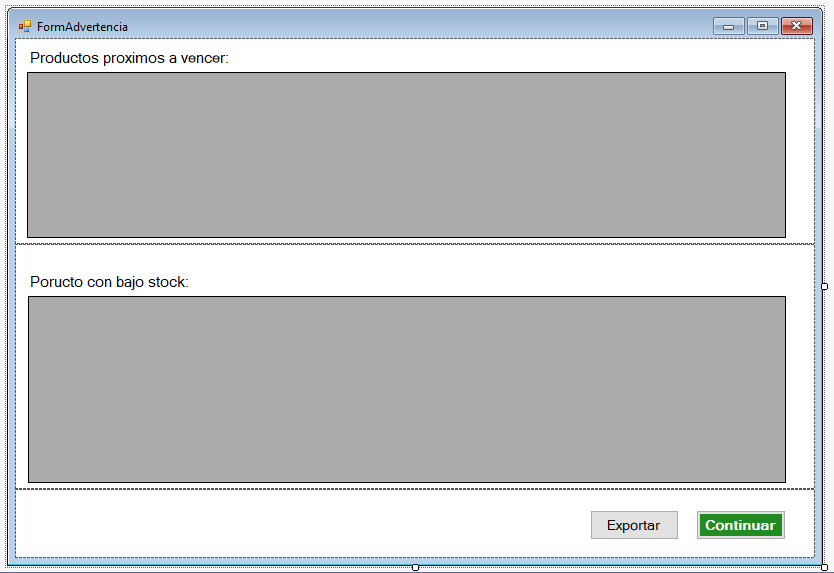 FormAdvertencia
Productos proximos a vencer:
Poructo con bajo stock:
Exportar
Continuar